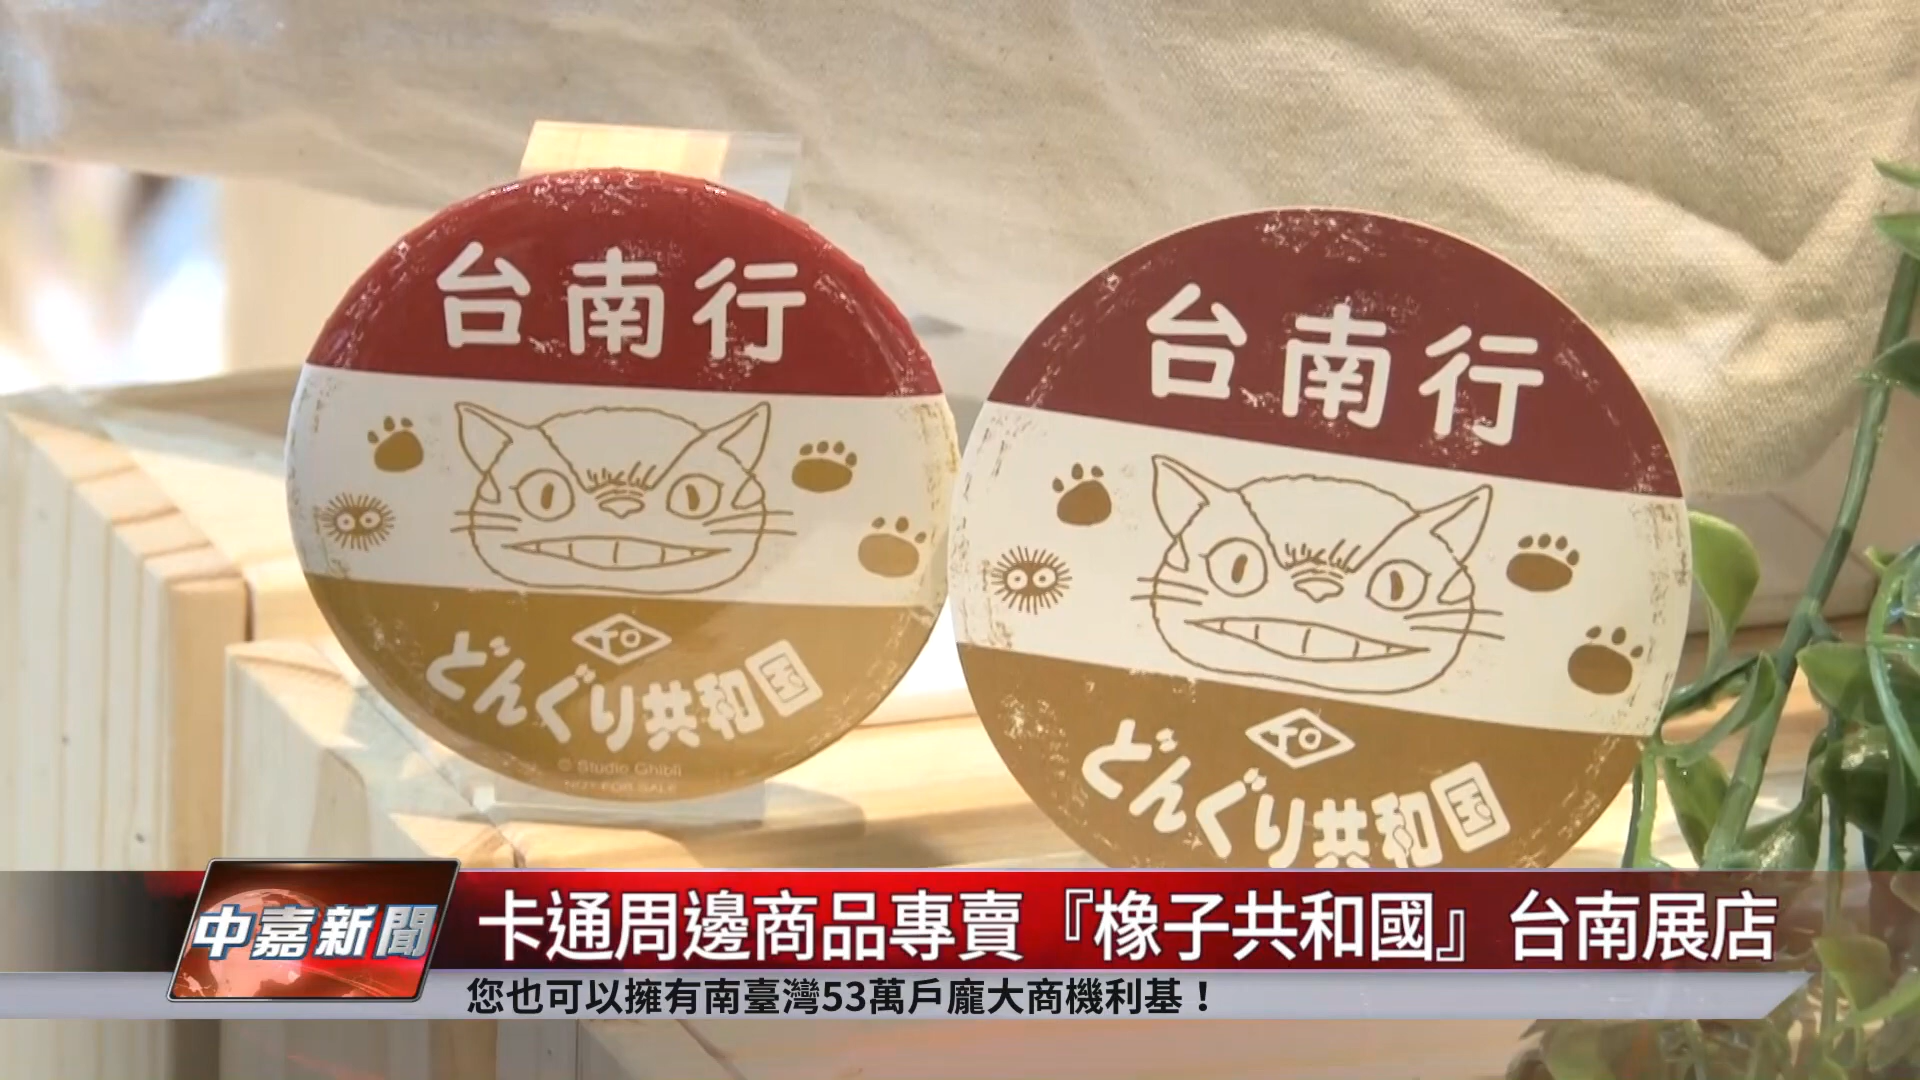 台南行
どんぐり共和国
© Studio Ghibli
NOT FOR SALE
台南行
どんぐり共和国
中嘉新聞
卡通周邊商品專賣『橡子共和國』台南展店
您也可以擁有南臺灣53萬戶龐大商機利基！